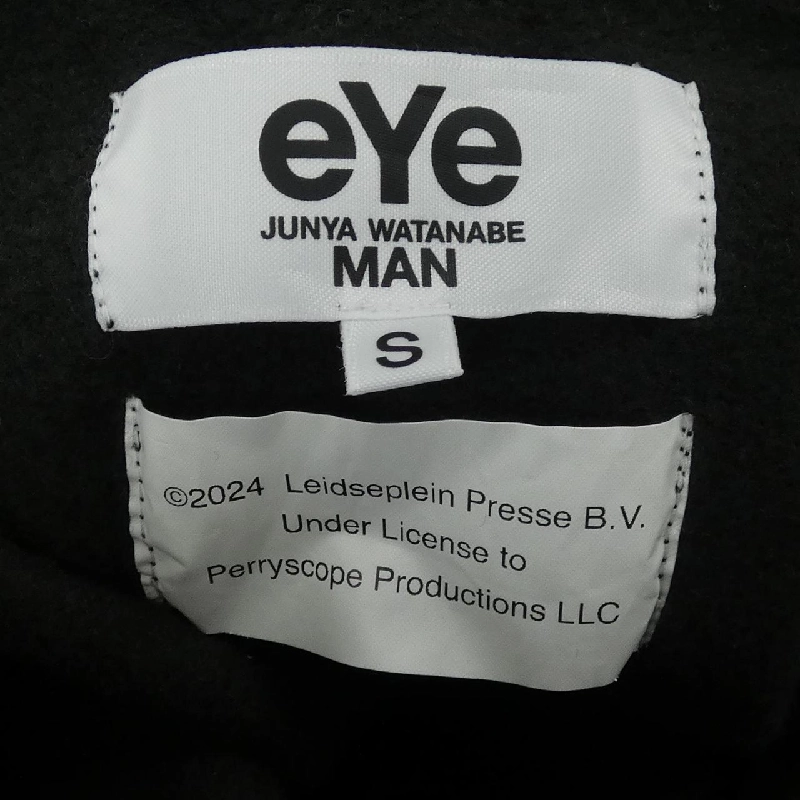 eYe
JUNYA WATANABE
MAN
S
©2024 Leidseplein Presse B.V.
Under License to
Perryscope Productions LLC